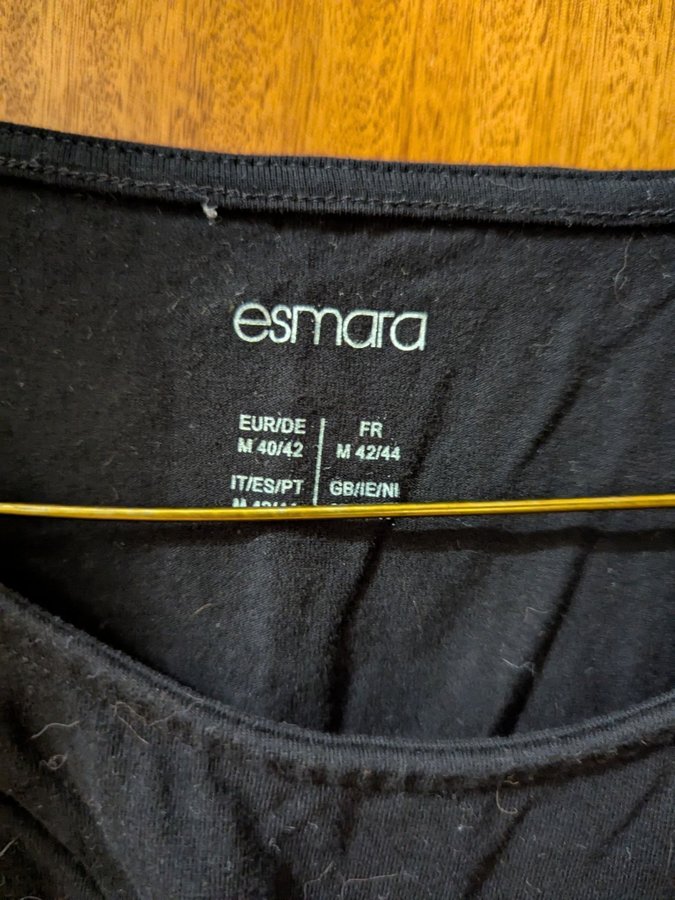 esmara
EUR/DE
M 40/42
FR
M 42/44
IT/ES/PT
GB/IE/NI